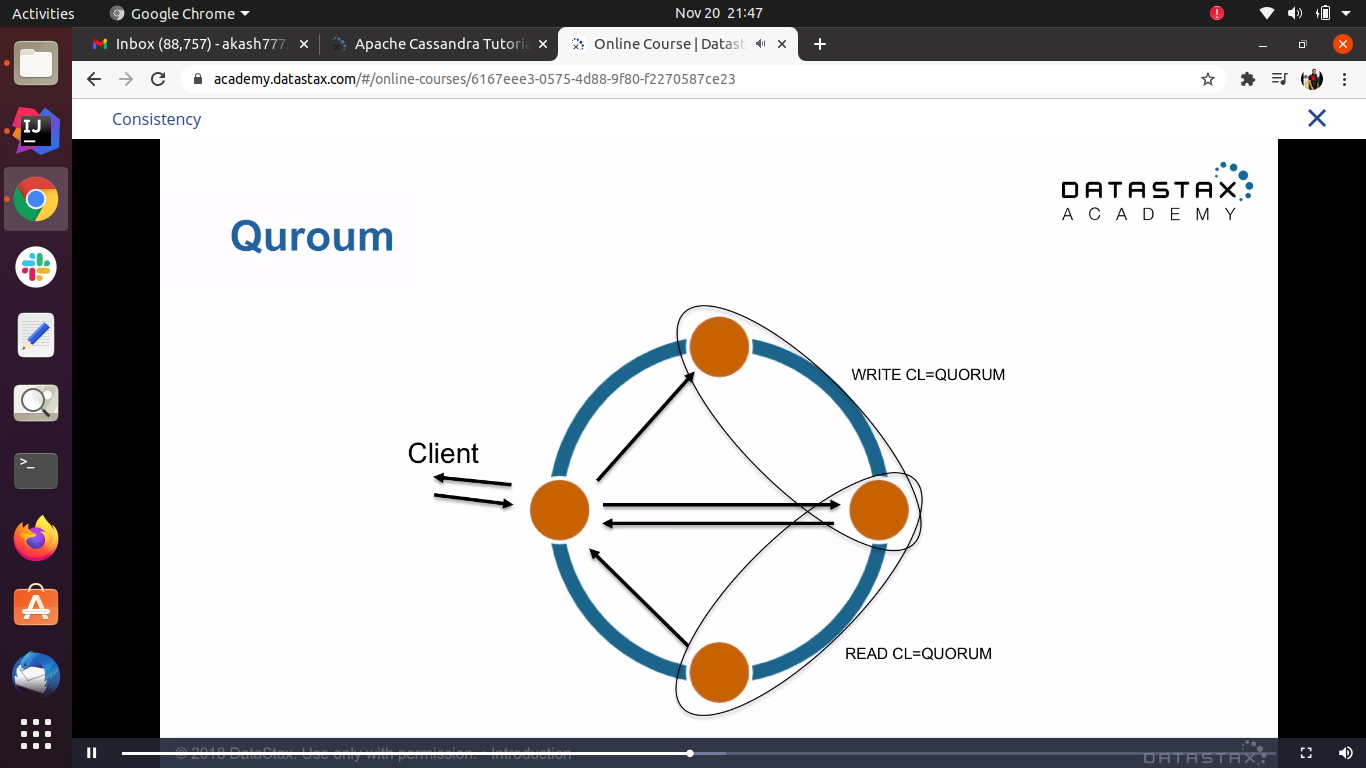 Activities
Google Chrome
Nov 20 21:47
Inbox (88,757) - akash777
Apache Cassandra Tutoria
Online Course | Datast
academy.datastax.com/#/online-courses/6167eee3-0575-4d88-9f80-f2270587ce23
Consistency
DATASTAX
ACADEMY
Quroum
WRITE CL=QUORUM
Client
READ CL=QUORUM
© 2018 DataStax. Use only with permission. • Introduction
DATASTAX
IJ
>_